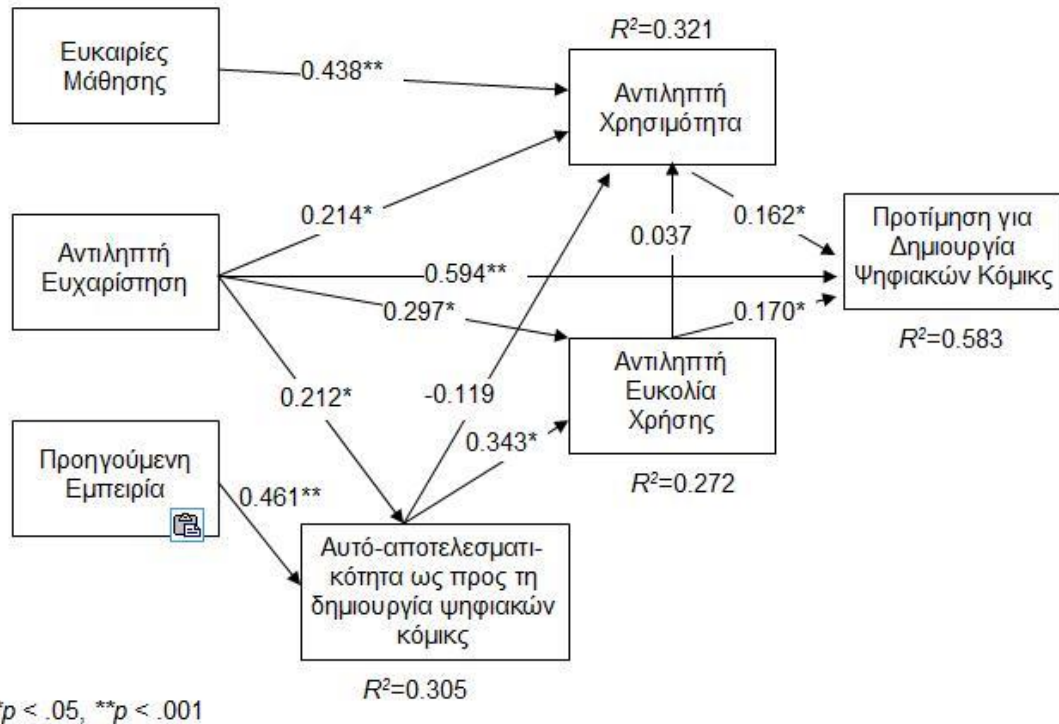 R²=0.321
Ευκαιρίες
Μάθησης
0.438**
Αντιληπτή
Χρησιμότητα
0.214*
0.162*
0.037
Αντιληπτή
Ευχαρίστηση
0.594**
Προτίμηση για
Δημιουργία
Ψηφιακών Κόμικς
0.297*
0.170*
R²=0.583
0.212*
-0.119
Αντιληπτή
Ευκολία
Χρήσης
0.343*
R²=0.272
Προηγούμενη
Εμπειρία
0.461**
Αυτό-αποτελεσματι-
κότητα ως προς τη
δημιουργία ψηφιακών
κόμικς
R²=0.305
*p < .05, **p < .001